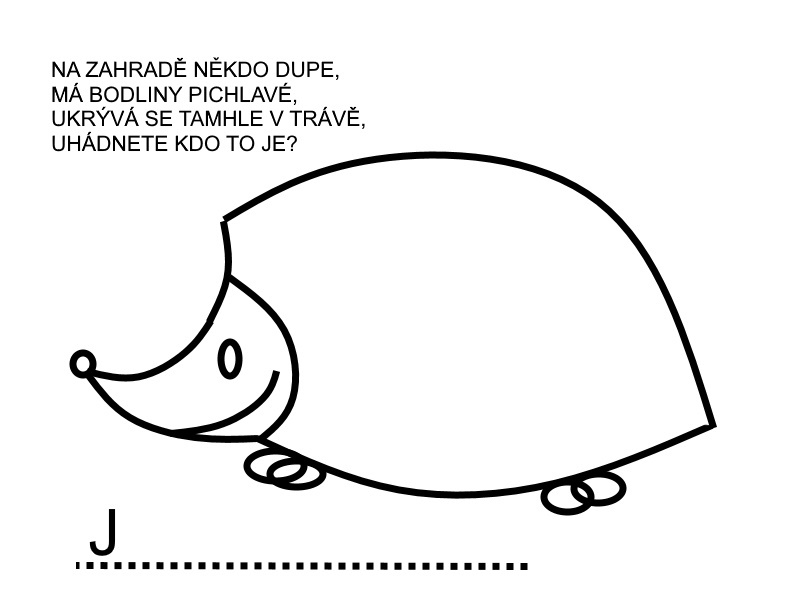 NA ZAHRADĚ NĚKDO DUPE,
MÁ BODLINY PICHLAVÉ,
UKRÝVÁ SE TAMHLE V TRÁVĚ,
UHÁDNETE KDO TO JE?
J